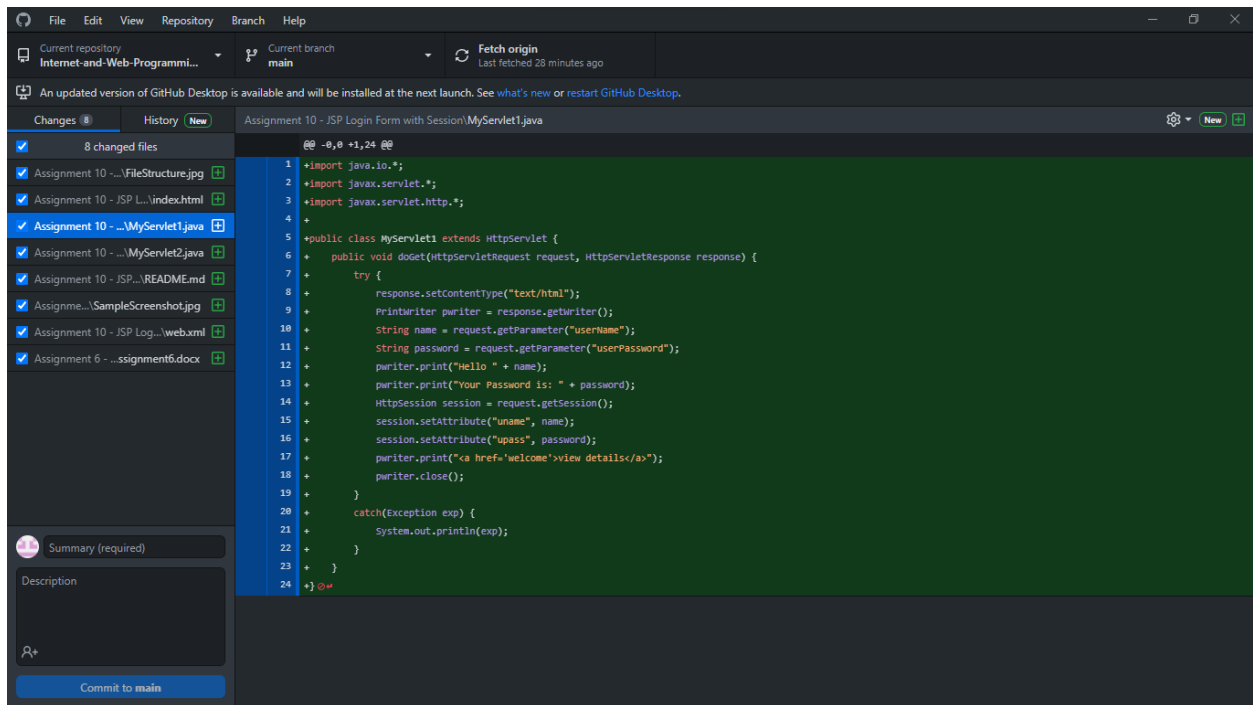 File Edit View Repository Branch Help
Current repository
Internet-and-Web-Programmi...
Current branch
main
Fetch origin
Last fetched 28 minutes ago
An updated version of GitHub Desktop is available and will be installed at the next launch. See what's new or restart GitHub Desktop.
Changes 8 History New
Assignment 10 - JSP Login Form with Session\MyServlet1.java New
8 changed files
Assignment 10 -...\FileStructure.jpg
Assignment 10 - JSP L...\index.html
Assignment 10 - ...\MyServlet1.java
Assignment 10 - ...\MyServlet2.java
Assignment 10 - JSP...\README.md
Assignme...\SampleScreenshot.jpg
Assignment 10 - JSP Log...\web.xml
Assignment 6 - ...ssignment6.docx
@@ -0,0 +1,24 @@
1 +import java.io.*;
2 +import javax.servlet.*;
3 +import javax.servlet.http.*;
4 +
5 +public class MyServlet1 extends HttpServlet {
6 +    public void doGet(HttpServletRequest request, HttpServletResponse response) {
7 +        try {
8 +            response.setContentType("text/html");
9 +            PrintWriter pwriter = response.getWriter();
10 +            String name = request.getParameter("userName");
11 +            String password = request.getParameter("userPassword");
12 +            pwriter.print("Hello " + name);
13 +            pwriter.print("Your Password is: " + password);
14 +            HttpSession session = request.getSession();
15 +            session.setAttribute("uname", name);
16 +            session.setAttribute("upass", password);
17 +            pwriter.print("<a href='welcome'>view details</a>");
18 +            pwriter.close();
19 +        }
20 +        catch(Exception exp) {
21 +            System.out.println(exp);
22 +        }
23 +    }
24 +}
Summary (required)
Description
Commit to main